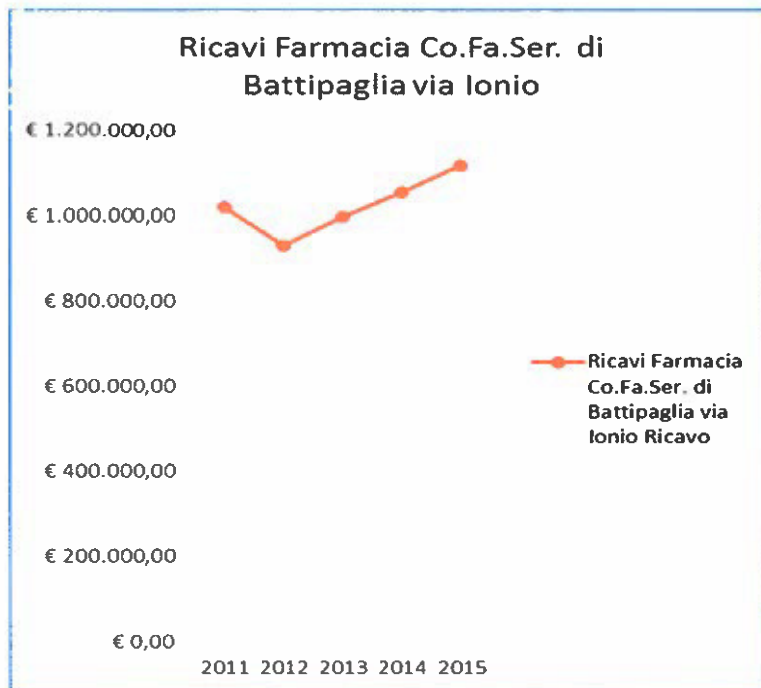 Ricavi Farmacia Co.Fa.Ser. di
Battipaglia via Ionio
€ 1.200.000,00
€ 1.000.000,00
€ 800.000,00
€ 600.000,00
€ 400.000,00
€ 200.000,00
€ 0,00
2011 2012 2013 2014 2015
Ricavi Farmacia
Co.Fa.Ser. di
Battipaglia via
Ionio Ricavo